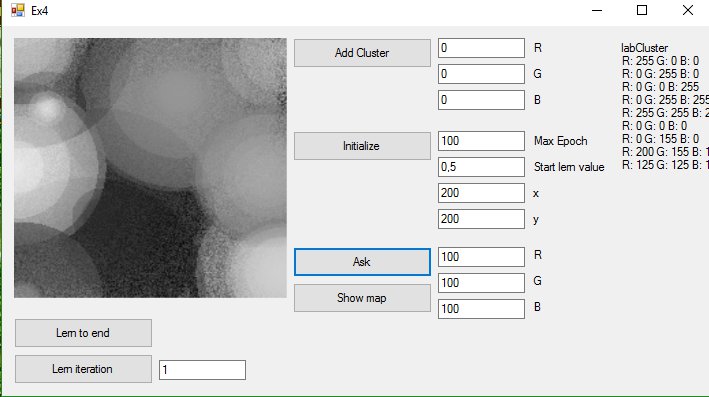 Ex4
Add Cluster
0 R
0 G
0 B
Initialize
100 Max Epoch
0,5 Start lern value
200 x
200 y
Ask
100 R
100 G
100 B
Show map
Lern to end
Lern iteration 1
labCluster
R: 255 G: 0 B: 0
R: 0 G: 255 B: 0
R: 0 G: 0 B: 255
R: 0 G: 255 B: 255
R: 255 G: 255 B: 2
R: 0 G: 0 B: 0
R: 0 G: 155 B: 0
R: 200 G: 155 B: 1
R: 125 G: 125 B: 1